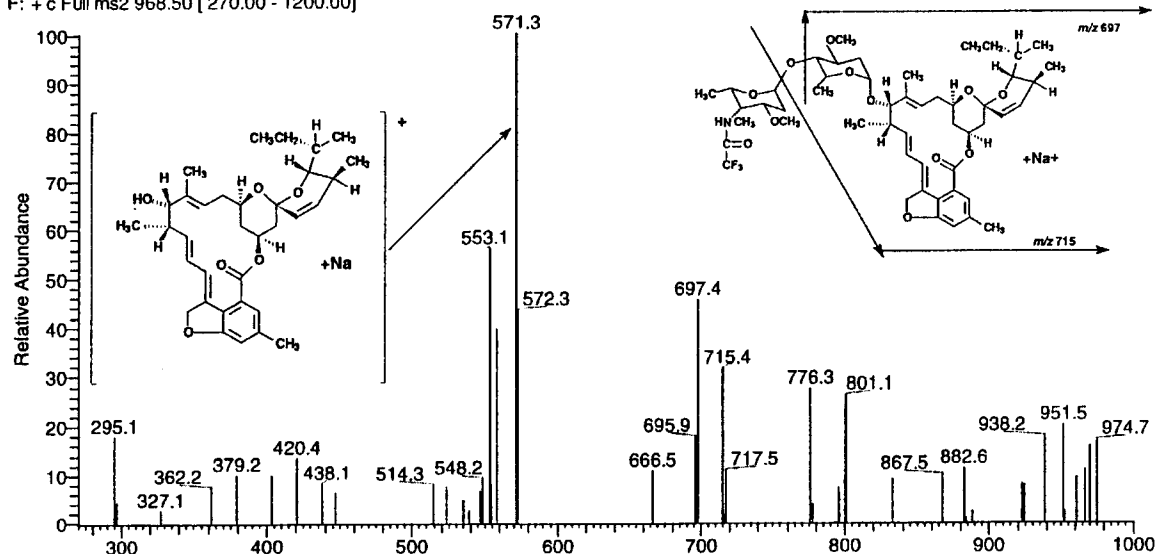 F: + c Full ms2 968.50 [ 270.00 - 1200.00]
Relative Abundance
100
90
80
70
60
50
40
30
20
10
0
300
400
500
600
700
800
900
1000
295.1
327.1
362.2
379.2
420.4
438.1
514.3
548.2
553.1
571.3
572.3
666.5
695.9
697.4
715.4
717.5
776.3
801.1
867.5
882.6
938.2
951.5
974.7
+
H
CH₃CH₂
CH₃
H
CH₃
H
H
CH₃
H
O
O
HO
H₃C
H
H
O
O
+Na
O
CH₃
m/z 697
OCH₃
H
CH₃CH₂
CH₃
H
CH₃
H
O
O
CH₃
O
H
CH₃
H
O
O
H₃C
O
O
NCH₃
OCH₃
HN
C=O
CF₃
H₃C
H
H
O
O
+Na+
O
CH₃
m/z 715